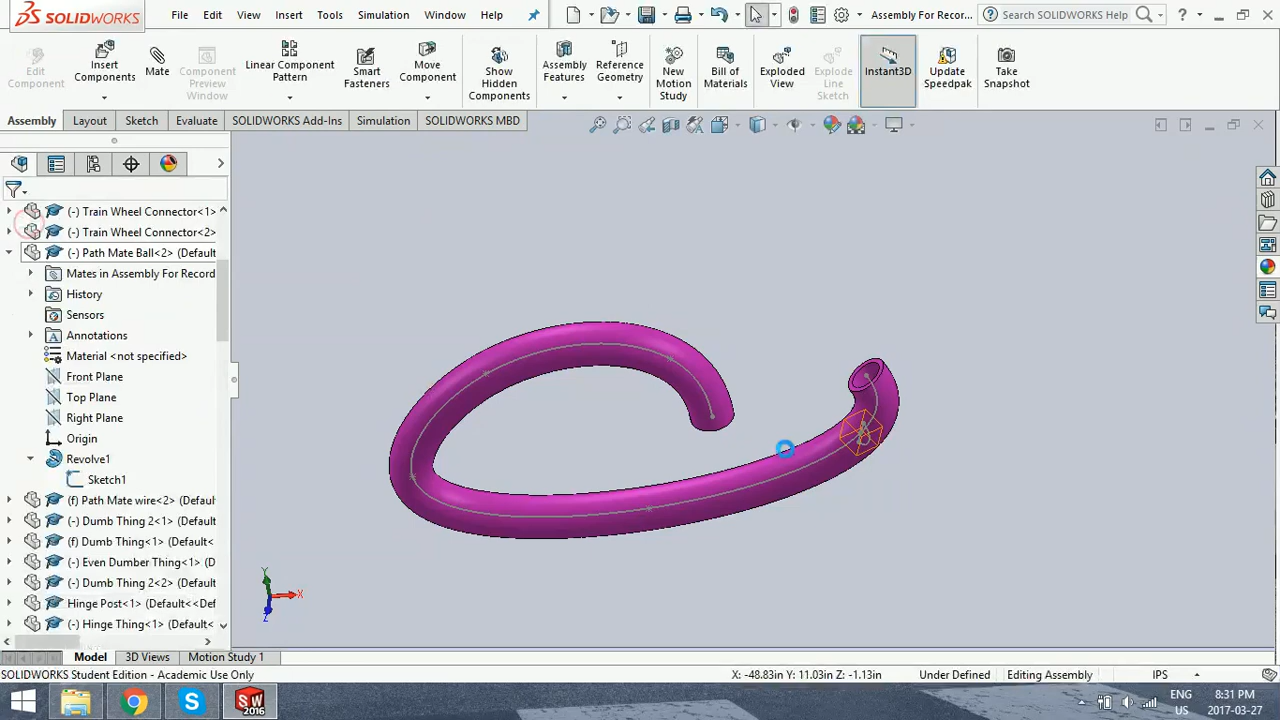 SOLIDWORKS
File Edit View Insert Tools Simulation Window Help
Assembly For Recor...
Search SOLIDWORKS Help
?
Edit Component
Insert Components
Mate
Component Preview Window
Linear Component Pattern
Smart Fasteners
Move Component
Show Hidden Components
Assembly Features
Reference Geometry
New Motion Study
Bill of Materials
Exploded View
Explode Line Sketch
Instant3D
Update Speedpak
Take Snapshot
Assembly Layout Sketch Evaluate SOLIDWORKS Add-Ins Simulation SOLIDWORKS MBD
(-) Train Wheel Connector<1>
(-) Train Wheel Connector<2>
(-) Path Mate Ball<2> (Default
Mates in Assembly For Record
History
Sensors
Annotations
Material <not specified>
Front Plane
Top Plane
Right Plane
Origin
Revolve1
Sketch1
(f) Path Mate wire<2> (Defaul
(-) Dumb Thing 2<1> (Default
(f) Dumb Thing 1<1> (Default<
(-) Even Dumber Thing<1> (D
(-) Dumb Thing 2<2> (Default
Hinge Post<1> (Default<<Def
(-) Hinge Thing<1> (Default<
Y
X
Z
Model 3D Views Motion Study 1
SOLIDWORKS Student Edition - Academic Use Only
X: -48.83in Y: 11.03in Z: -1.13in Under Defined Editing Assembly IPS
SW
2016
ENG 8:31 PM
US 2017-03-27